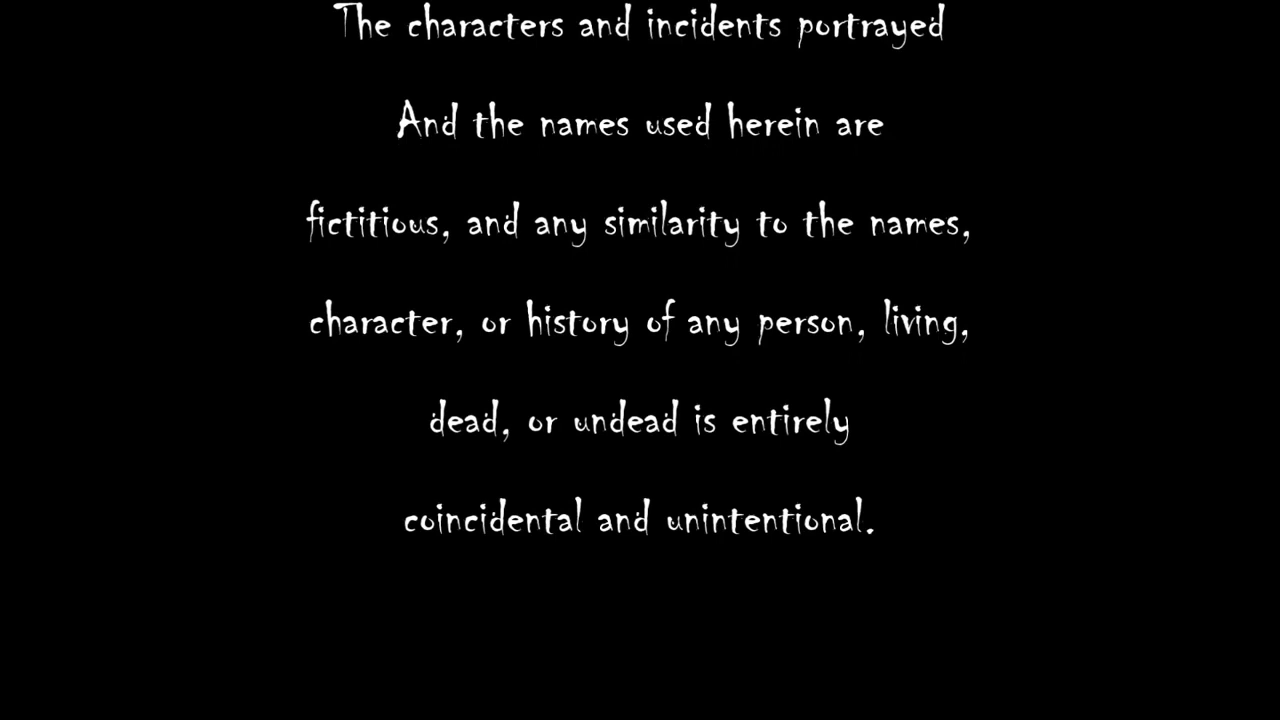 The characters and incidents portrayed
And the names used herein are
fictitious, and any similarity to the names,
character, or history of any person, living,
dead, or undead is entirely
coincidental and unintentional.